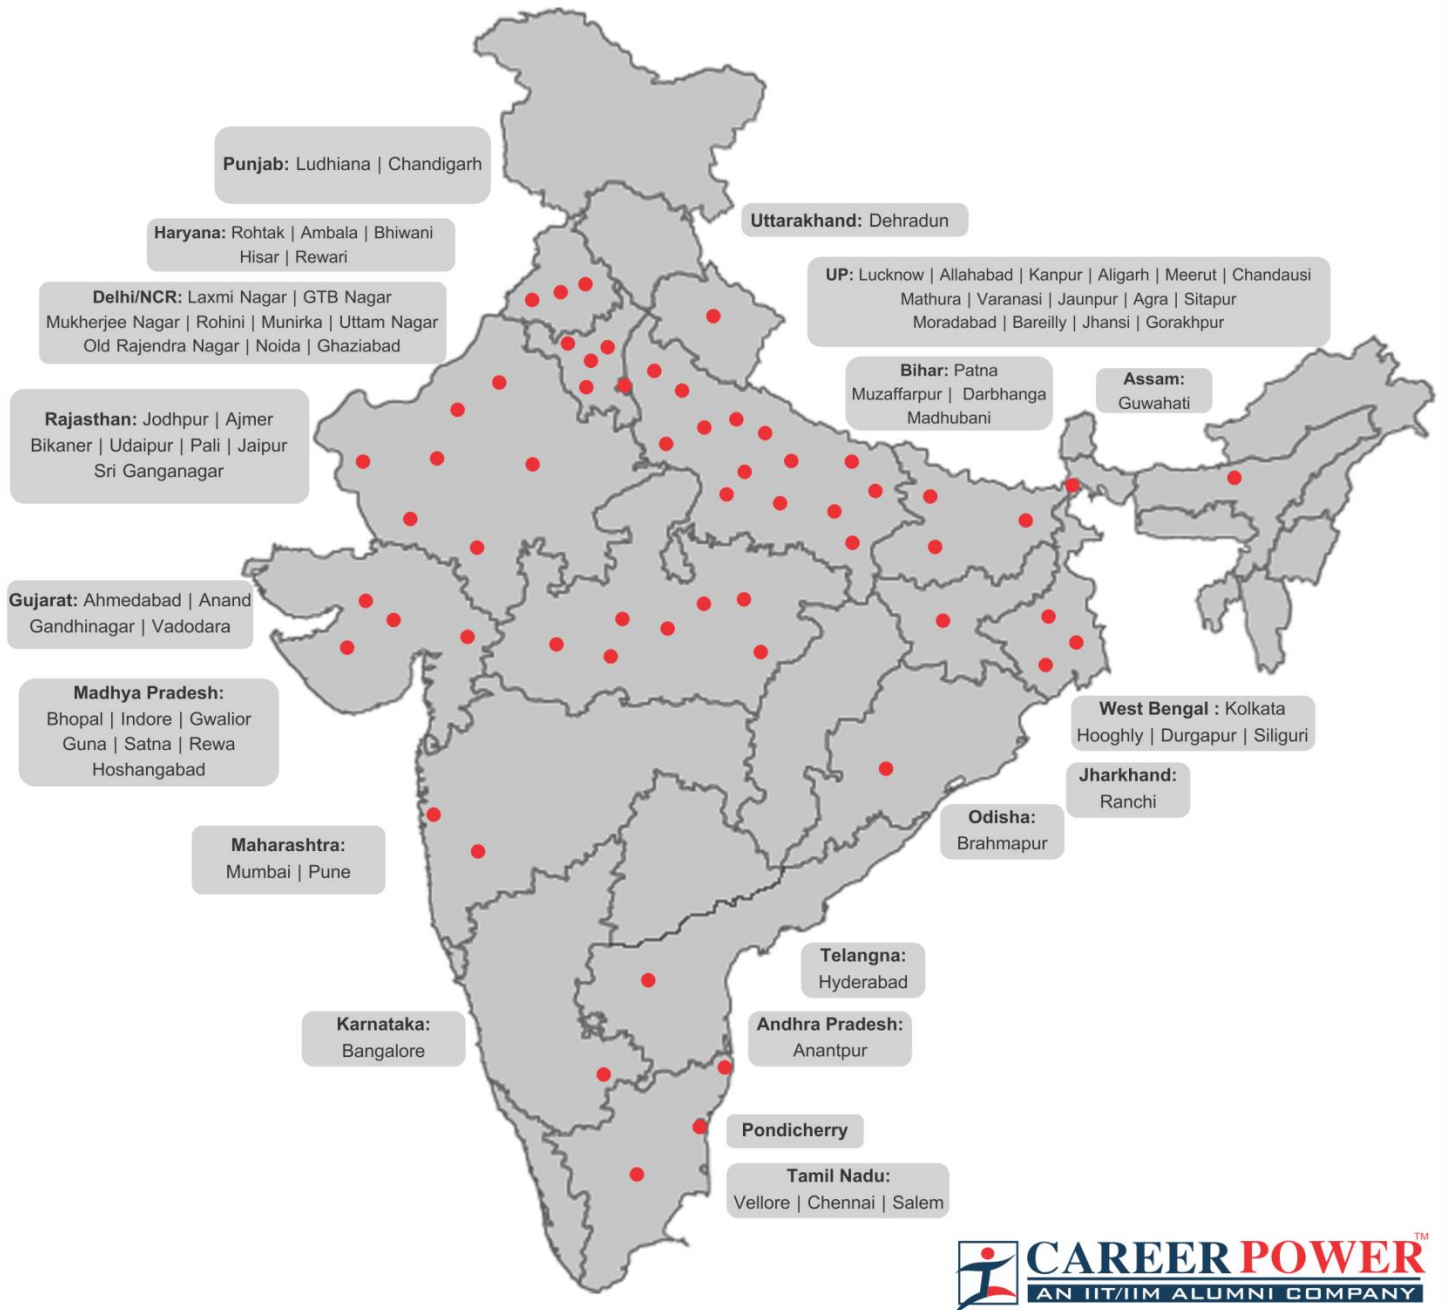 Punjab: Ludhiana | Chandigarh
Haryana: Rohtak | Ambala | Bhiwani
Hisar | Rewari
Delhi/NCR: Laxmi Nagar | GTB Nagar
Mukherjee Nagar | Rohini | Munirka | Uttam Nagar
Old Rajendra Nagar | Noida | Ghaziabad
Rajasthan: Jodhpur | Ajmer
Bikaner | Udaipur | Pali | Jaipur
Sri Ganganagar
Gujarat: Ahmedabad | Anand
Gandhinagar | Vadodara
Madhya Pradesh:
Bhopal | Indore | Gwalior
Guna | Satna | Rewa
Hoshangabad
Maharashtra:
Mumbai | Pune
Karnataka:
Bangalore
Uttarakhand: Dehradun
UP: Lucknow | Allahabad | Kanpur | Aligarh | Meerut | Chandausi
Mathura | Varanasi | Jaunpur | Agra | Sitapur
Moradabad | Bareilly | Jhansi | Gorakhpur
Bihar: Patna
Muzaffarpur | Darbhanga
Madhubani
Assam:
Guwahati
West Bengal : Kolkata
Hooghly | Durgapur | Siliguri
Jharkhand:
Ranchi
Odisha:
Brahmapur
Telangna:
Hyderabad
Andhra Pradesh:
Anantpur
Pondicherry
Tamil Nadu:
Vellore | Chennai | Salem
CAREER POWER™
AN IIT/IIM ALUMNI COMPANY